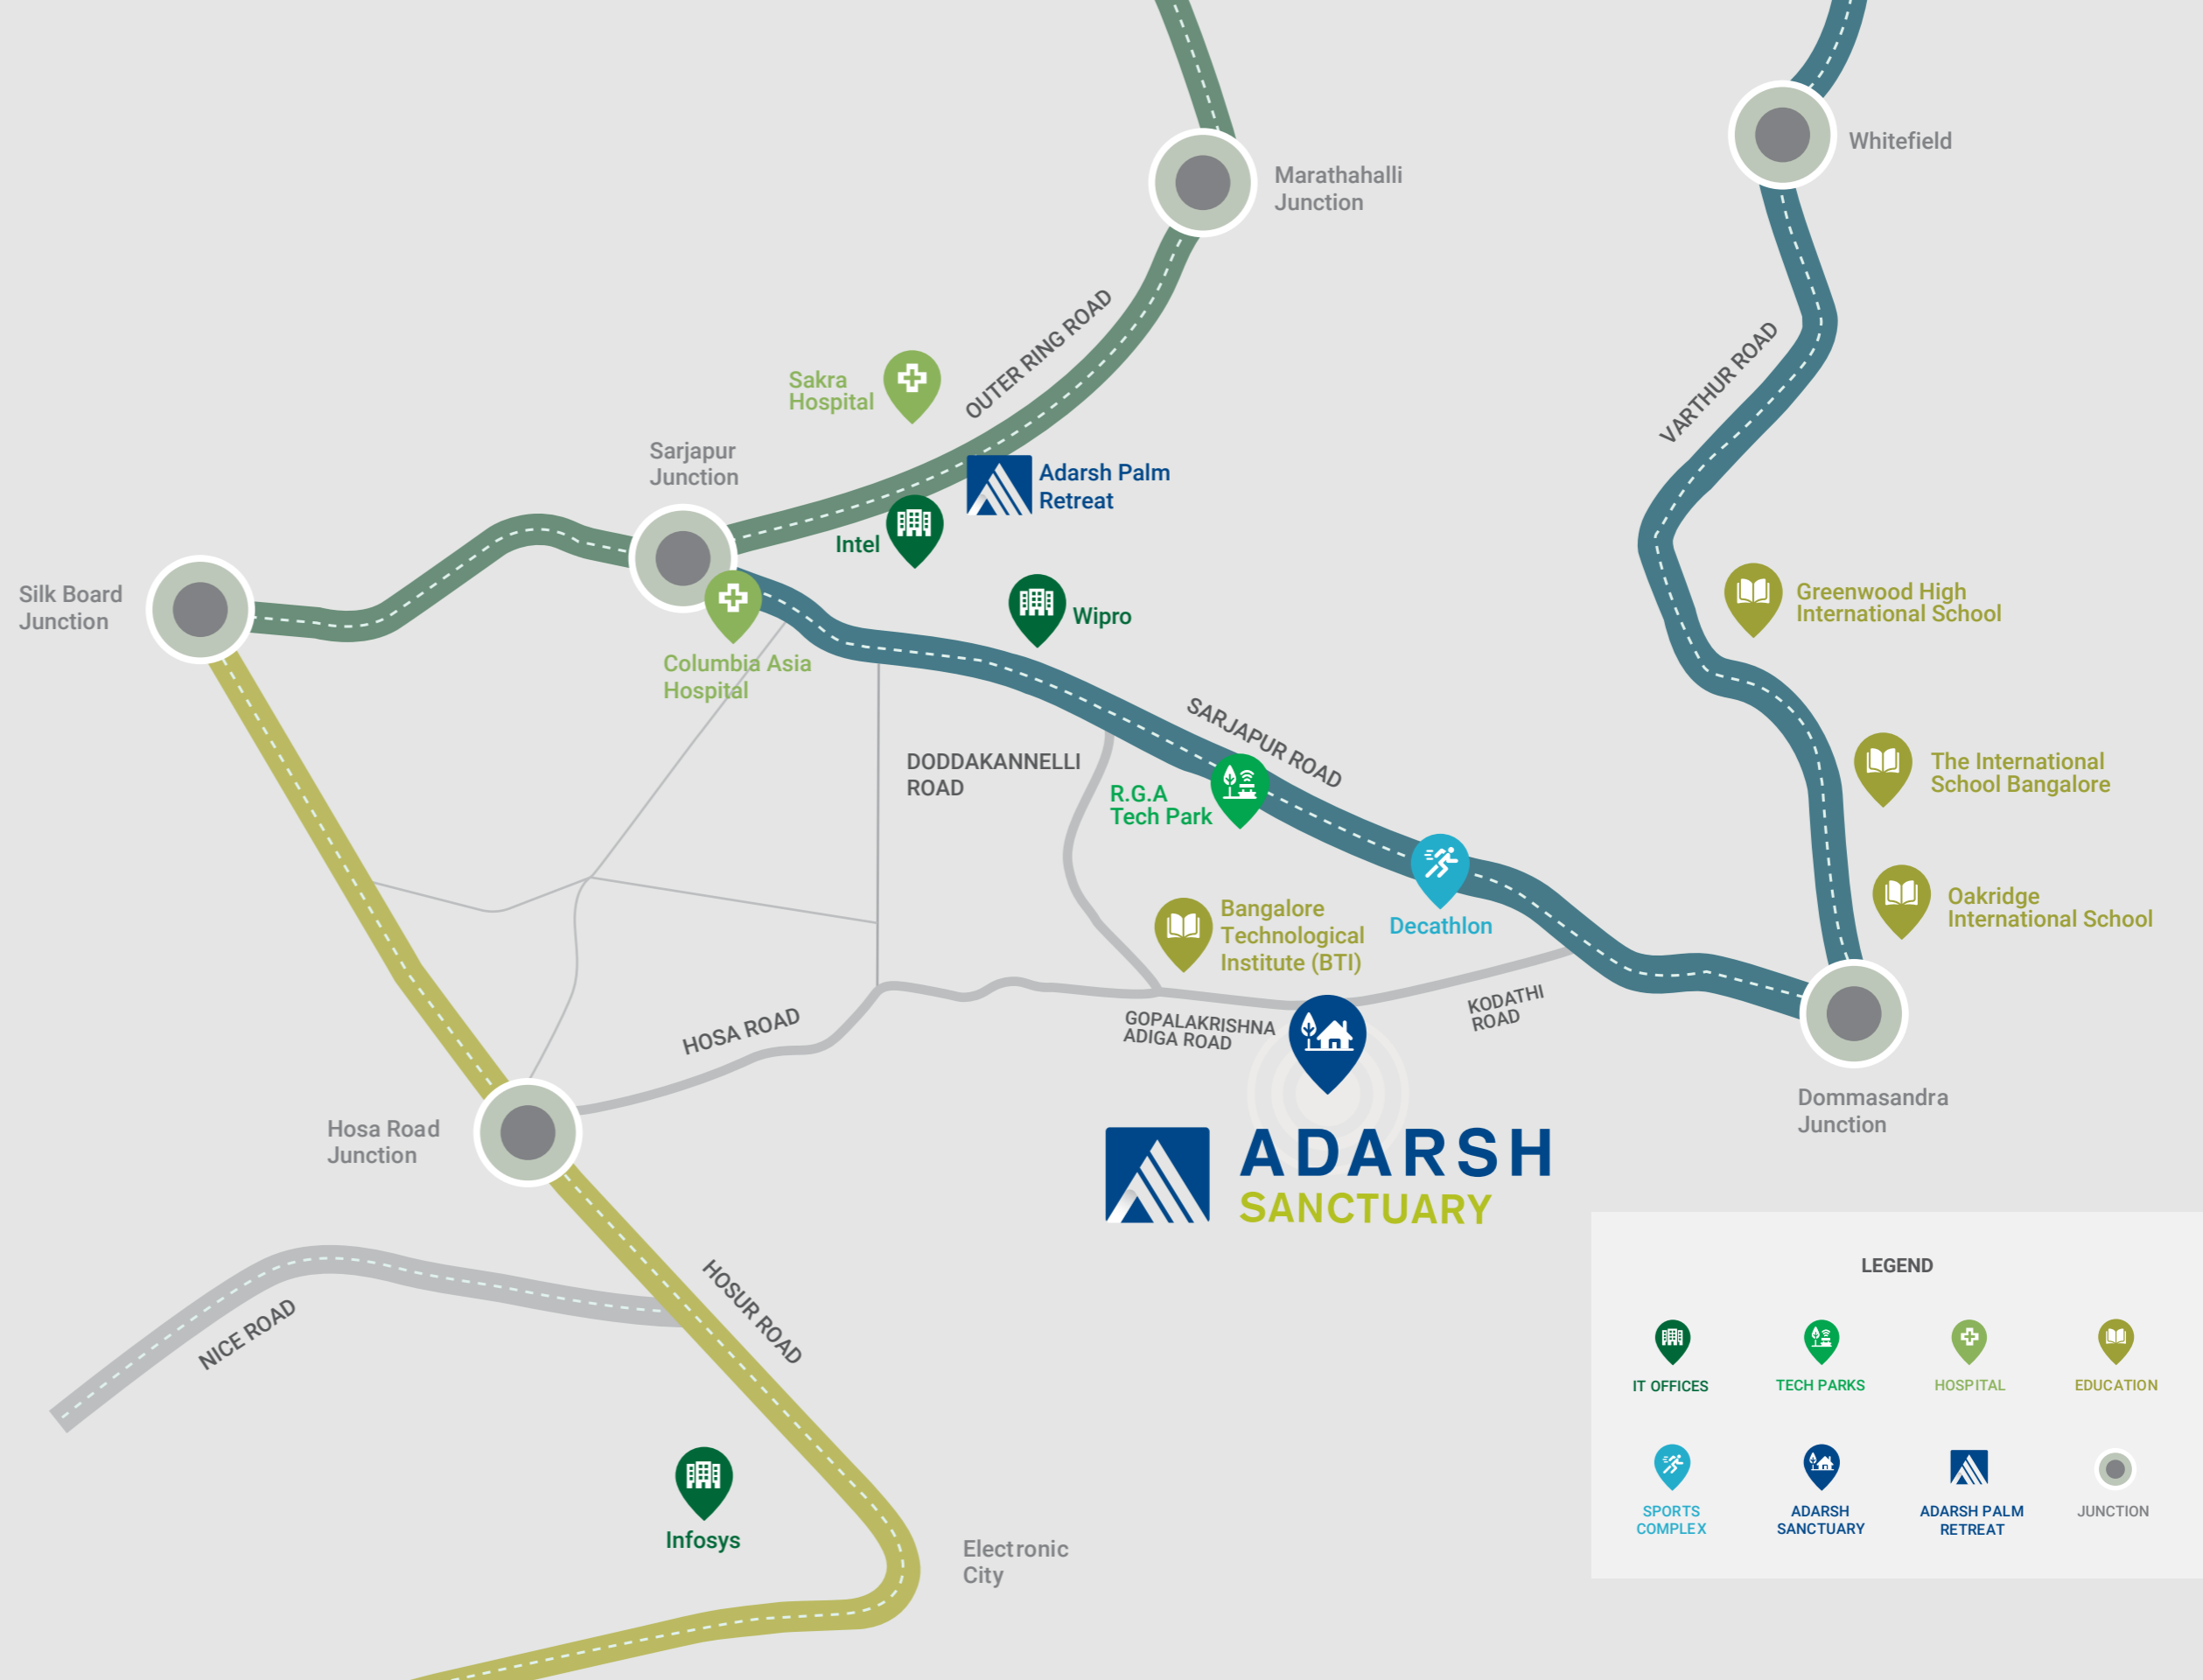 Whitefield
Marathahalli
Junction
OUTER RING ROAD
VARTHUR ROAD
Sakra
Hospital
Sarjapur
Junction
Adarsh Palm
Retreat
Intel
Silk Board
Junction
Wipro
Greenwood High
International School
Columbia Asia
Hospital
SARJAPUR ROAD
DODDAKANNELLI
ROAD
R.G.A
Tech Park
The International
School Bangalore
Bangalore
Technological
Institute (BTI)
Decathlon
Oakridge
International School
HOSA ROAD
GOPALAKRISHNA
ADIGA ROAD
KODATHI
ROAD
Dommasandra
Junction
Hosa Road
Junction
ADARSH
SANCTUARY
HOSUR ROAD
NICE ROAD
Infosys
Electronic
City
LEGEND
IT OFFICES
TECH PARKS
HOSPITAL
EDUCATION
SPORTS
COMPLEX
ADARSH
SANCTUARY
ADARSH PALM
RETREAT
JUNCTION